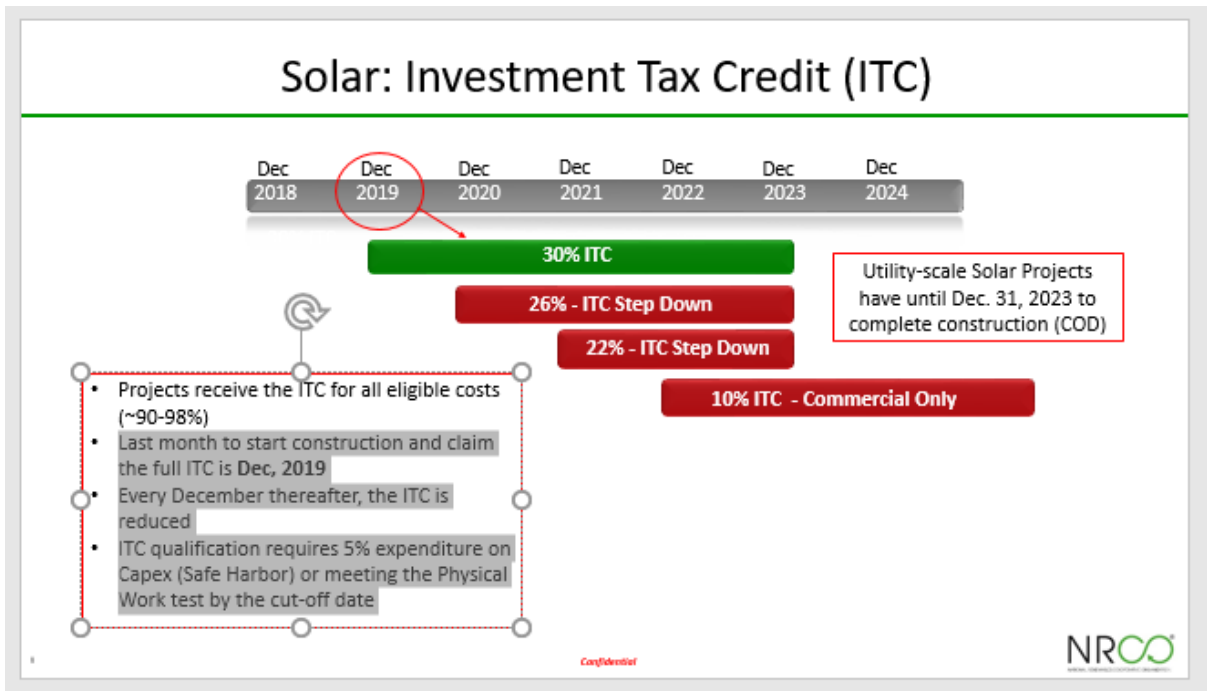 Solar: Investment Tax Credit (ITC)
Dec Dec Dec Dec Dec Dec Dec
2018 2019 2020 2021 2022 2023 2024
30% ITC
26% - ITC Step Down
22% - ITC Step Down
10% ITC - Commercial Only
Utility-scale Solar Projects
have until Dec. 31, 2023 to
complete construction (COD)
• Projects receive the ITC for all eligible costs
(~90-98%)
• Last month to start construction and claim
the full ITC is Dec, 2019
• Every December thereafter, the ITC is
reduced
• ITC qualification requires 5% expenditure on
Capex (Safe Harbor) or meeting the Physical
Work test by the cut-off date
Confidential
NRCO